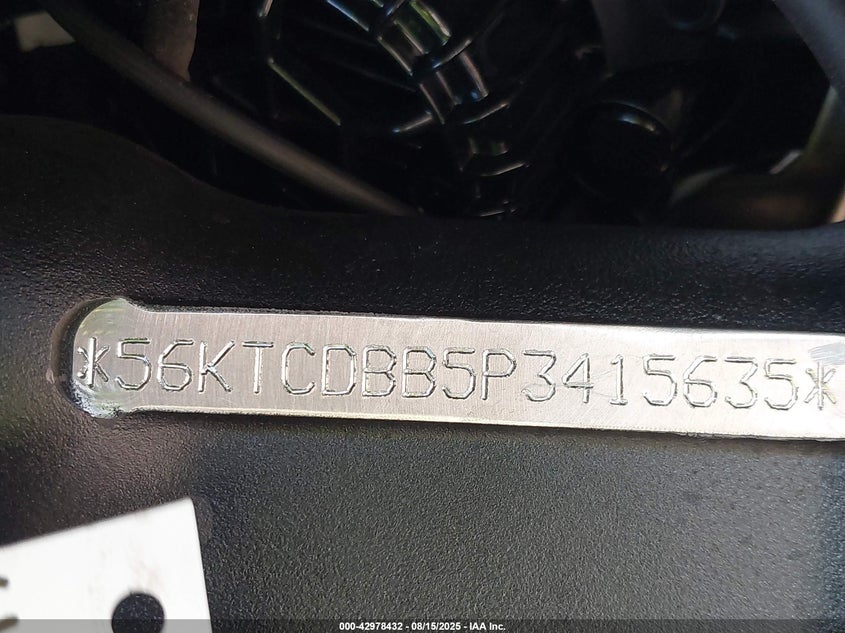 *56KTCDBB5P3415635*
000-42978432 - 08/15/2025 - IAA Inc.